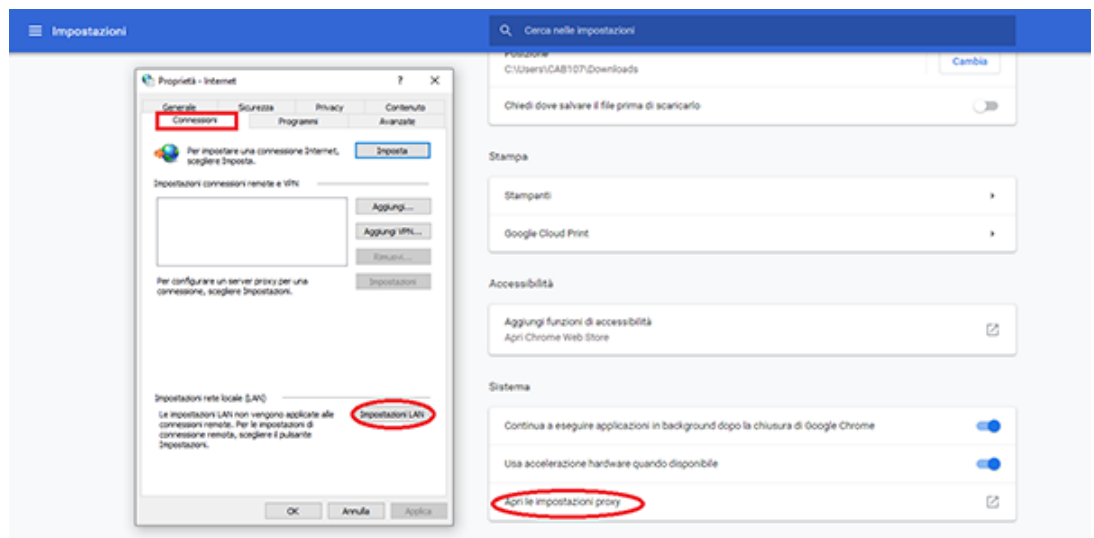 Impostazioni
Cerca nelle impostazioni
Proprietà - Internet
?
X
Generale
Sicurezza
Privacy
Contenuto
Connessioni
Programmi
Avanzate
Per impostare una connessione Internet,
scegliere Imposta.
Imposta
Impostazioni connessioni remote e VPN
Aggiungi...
Aggiungi VPN...
Rimuovi...
Per configurare un server proxy per una
connessione, scegliere Impostazioni.
Impostazioni
Impostazioni rete locale (LAN)
Le impostazioni LAN non vengono applicate alle
connessioni remote. Per le impostazioni di
connessione remota, scegliere il pulsante
Impostazioni.
Impostazioni LAN
OK
Annulla
Applica
Posizione
C:\Users\CAB107\Downloads
Cambia
Chiedi dove salvare il file prima di scaricarlo
Stampa
Stampanti
Google Cloud Print
Accessibilità
Aggiungi funzioni di accessibilità
Apri Chrome Web Store
Sistema
Continua a eseguire applicazioni in background dopo la chiusura di Google Chrome
Usa accelerazione hardware quando disponibile
Apri le impostazioni proxy